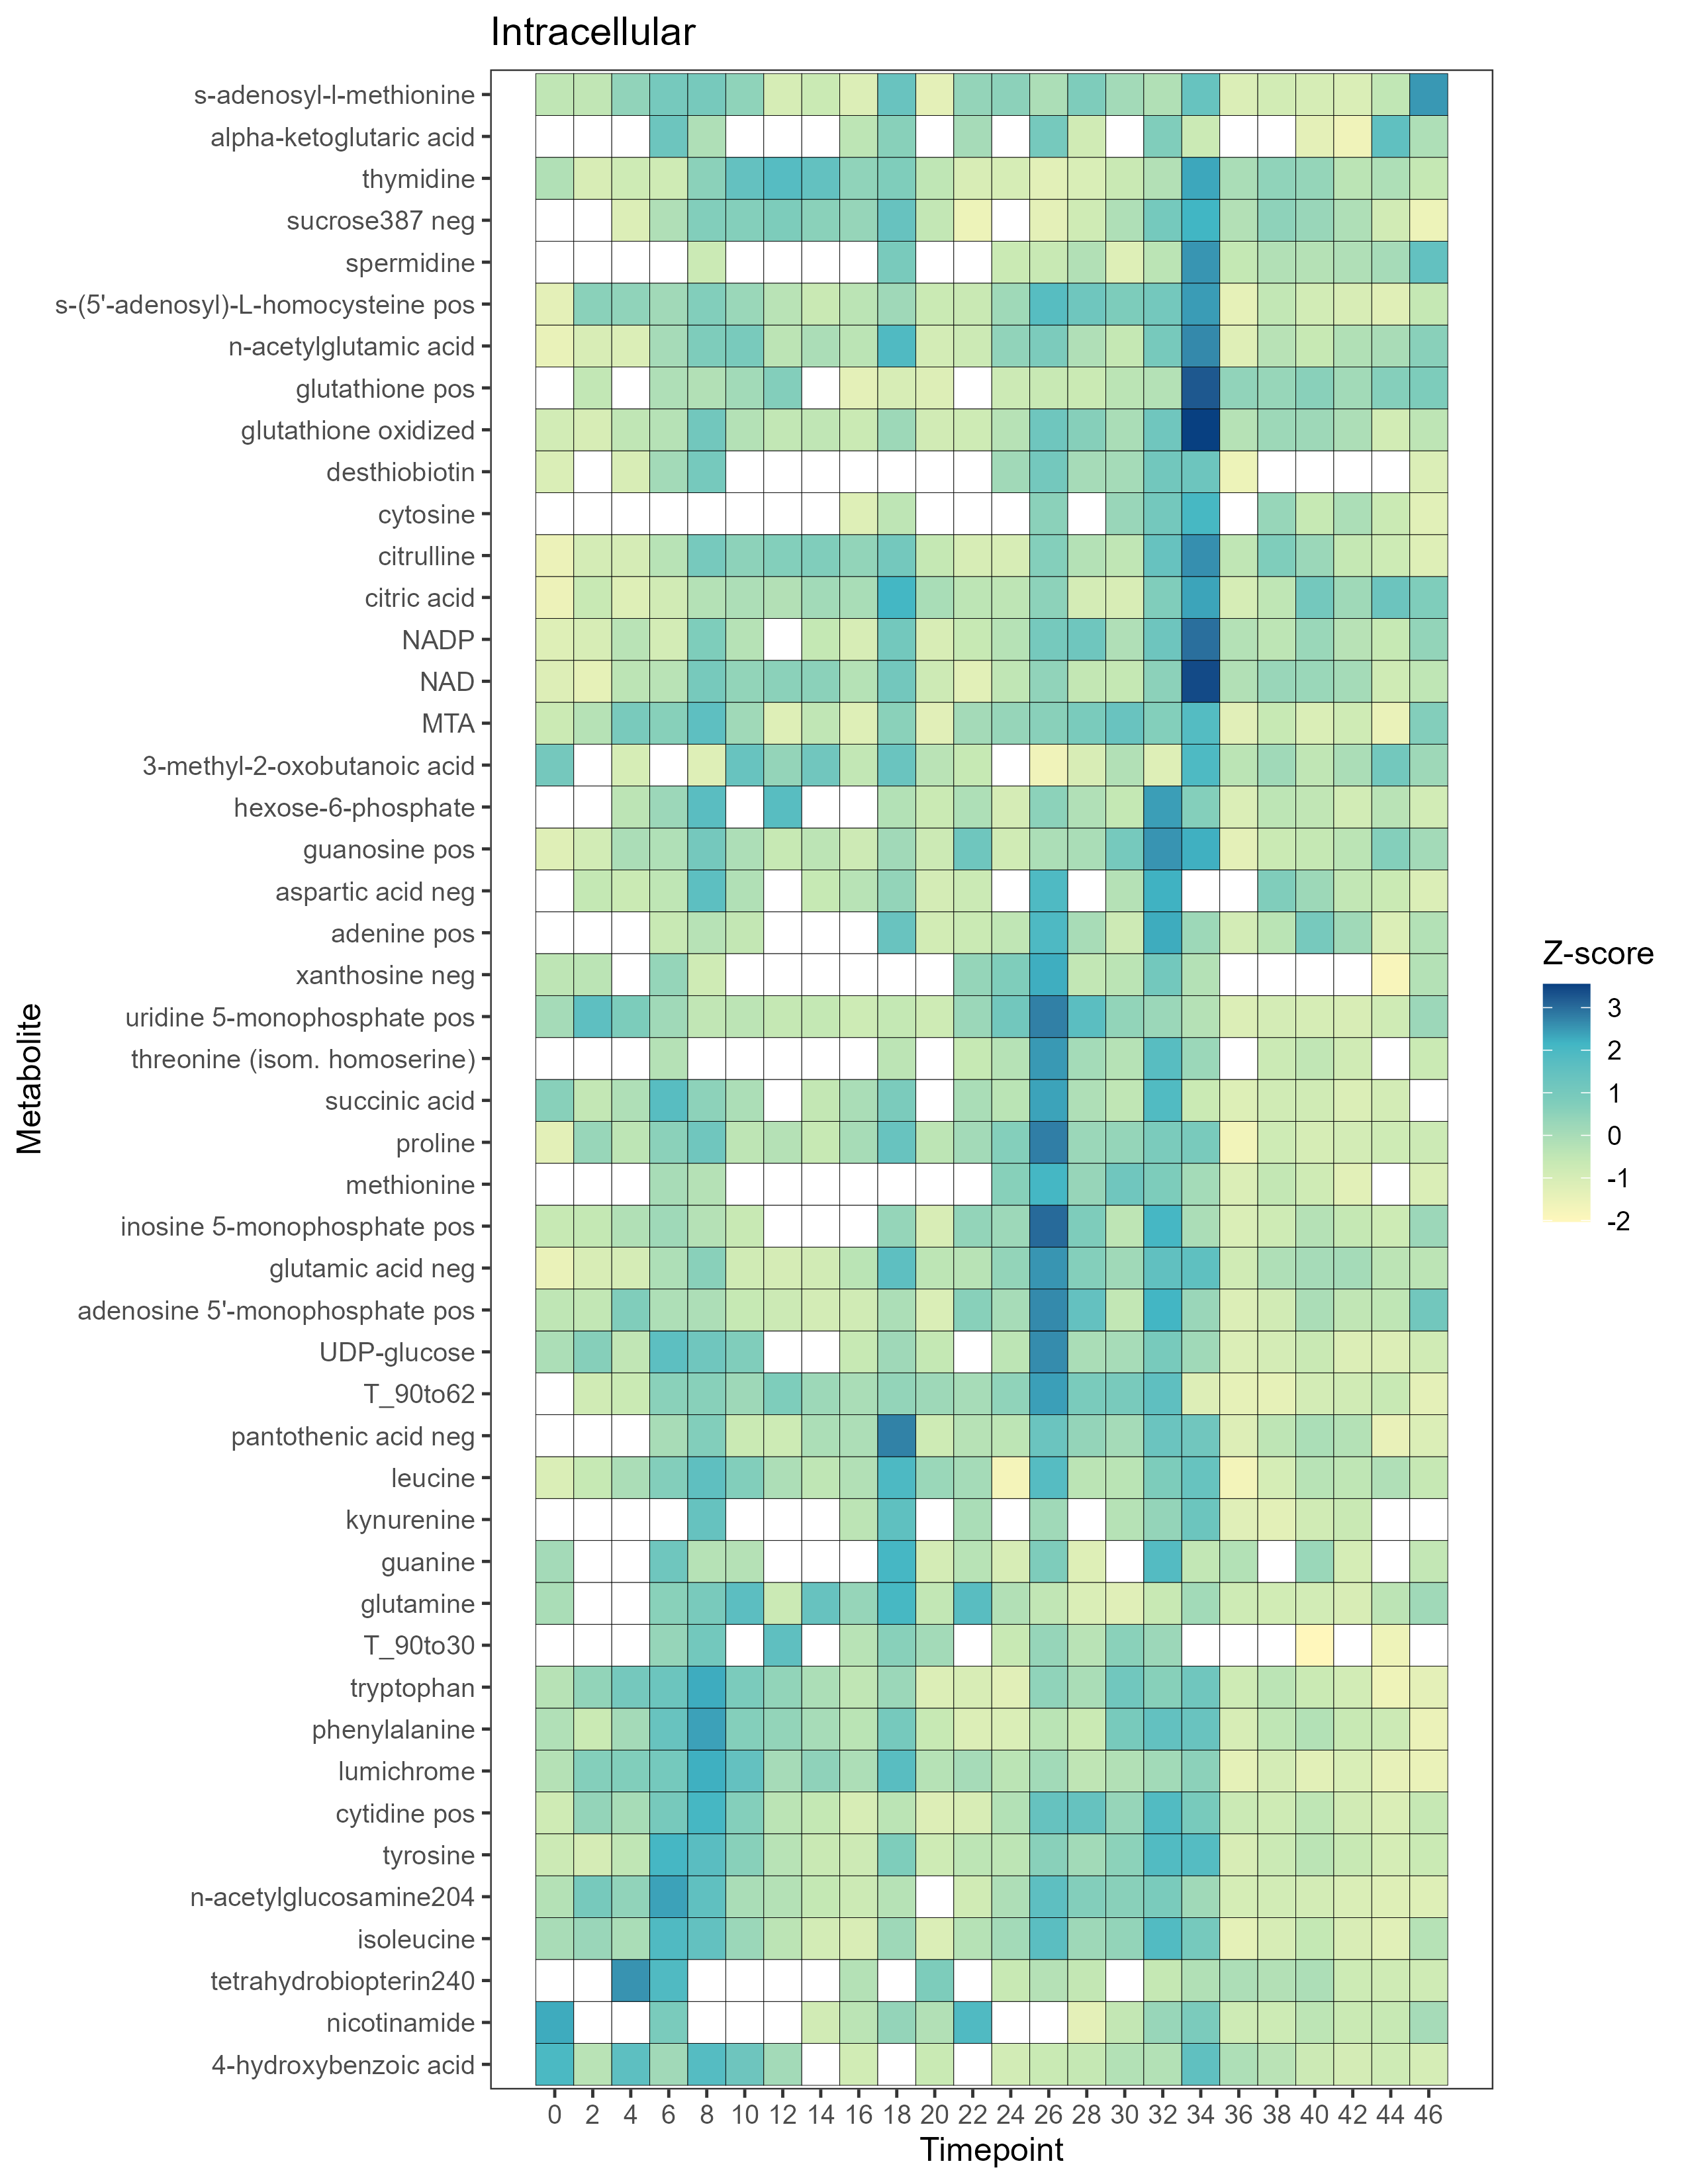 Intracellular
s-adenosyl-l-methionine
alpha-ketoglutaric acid
thymidine
sucrose387 neg
spermidine
s-(5'-adenosyl)-L-homocysteine pos
n-acetylglutamic acid
glutathione pos
glutathione oxidized
desthiobiotin
cytosine
citrulline
citric acid
NADP
NAD
MTA
3-methyl-2-oxobutanoic acid
hexose-6-phosphate
guanosine pos
aspartic acid neg
adenine pos
xanthosine neg
uridine 5-monophosphate pos
threonine (isom. homoserine)
succinic acid
proline
methionine
inosine 5-monophosphate pos
glutamic acid neg
adenosine 5'-monophosphate pos
UDP-glucose
T_90to62
pantothenic acid neg
leucine
kynurenine
guanine
glutamine
T_90to30
tryptophan
phenylalanine
lumichrome
cytidine pos
tyrosine
n-acetylglucosamine204
isoleucine
tetrahydrobiopterin240
nicotinamide
4-hydroxybenzoic acid
Metabolite
0 2 4 6 8 10 12 14 16 18 20 22 24 26 28 30 32 34 36 38 40 42 44 46
Timepoint
Z-score
3
2
1
0
-1
-2